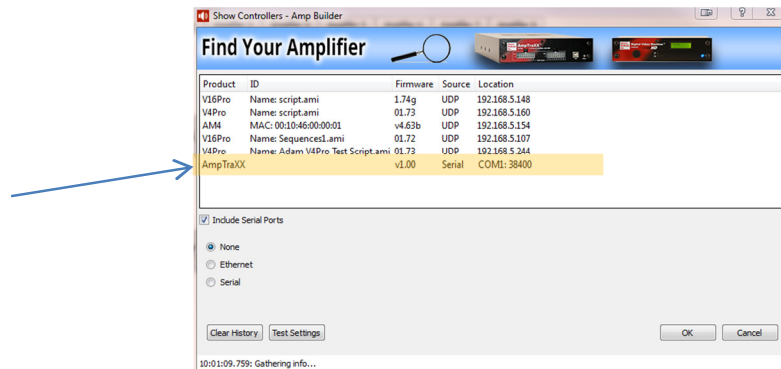 Show Controllers - Amp Builder
Find Your Amplifier
Product ID Firmware Source Location
V16Pro Name: script.ami 1.74g UDP 192.168.5.148
V4Pro Name: script.ami 01.73 UDP 192.168.5.160
AM4 MAC: 00:10:46:00:00:01 v4.63b UDP 192.168.5.154
V16Pro Name: Sequences1.ami 01.72 UDP 192.168.5.107
V4Pro Name: Adam V4Pro Test Script.ami 01.73 UDP 192.168.5.244
AmpTraXX v1.00 Serial COM1: 38400
Include Serial Ports
None
Ethernet
Serial
Clear History Test Settings OK Cancel
10:01:09.759: Gathering info...